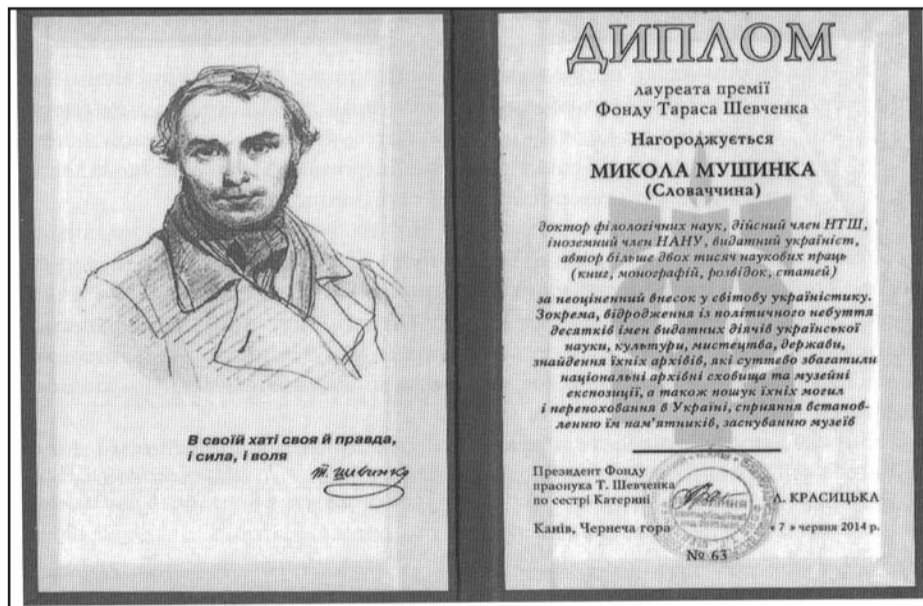 В своїй хаті своя й правда,
і сила, і воля
Т. Шевченко
ДИПЛОМ
лауреата премії
Фонду Тараса Шевченка
Нагороджується
МИКОЛА МУШИНКА
(Словаччина)
доктор філологічних наук, дійсний член НТШ,
іноземний член НАНУ, видатний україніст,
автор більше двох тисяч наукових праць
(книг, монографій, розвідок, статей)
за неоціненний внесок у світову україністику.
Зокрема, відродження із політичного небуття
десятків імен видатних діячів української
науки, культури, мистецтва, держави,
знайдення їхніх архівів, які суттєво збагатили
національні архівні сховища та музейні
експозиції, а також пошук їхніх могил
і перепоховання в Україні, сприяння встанов-
ленню їм пам'ятників, заснуванню музеїв
Президент Фонду
праонука Т. Шевченка
по сестрі Катерині Л. КРАСИЦЬКА
Канів, Чернеча гора « 7 » червня 2014 р.
№ 63